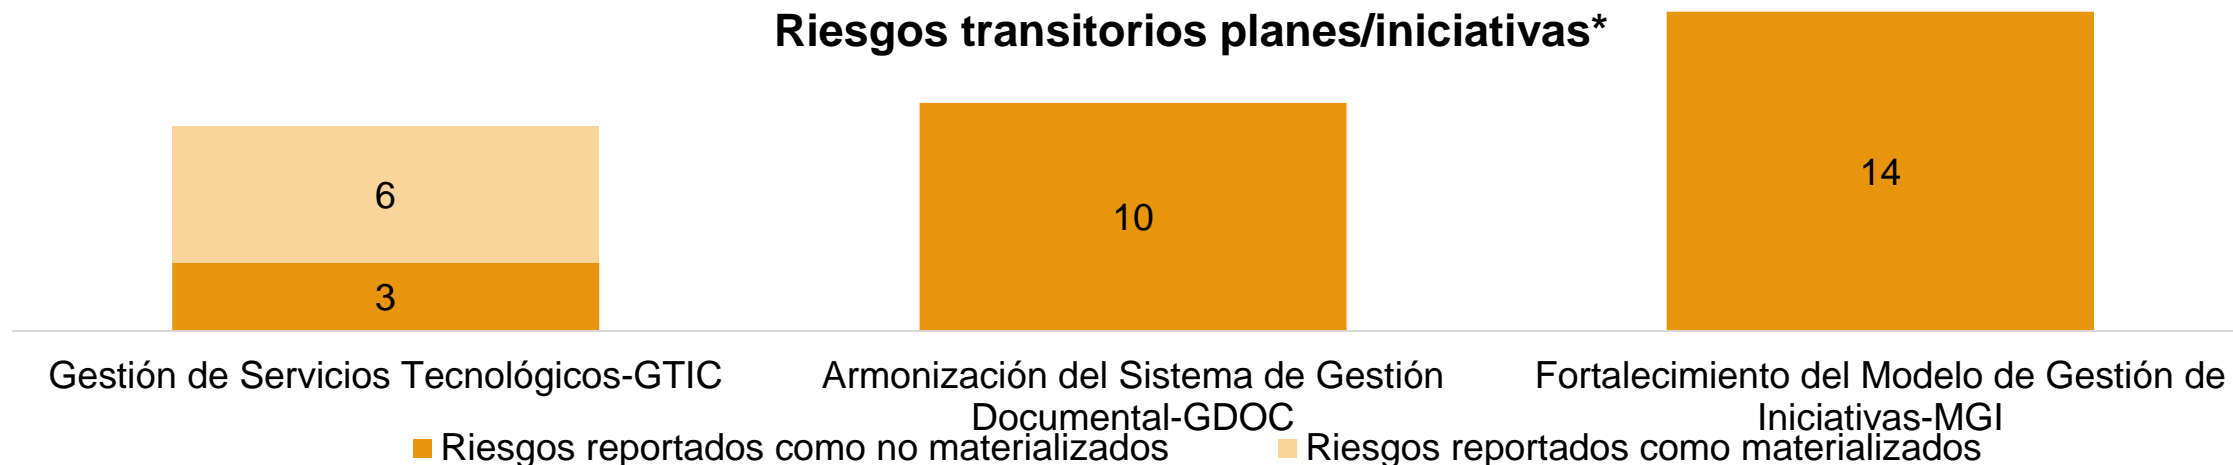 Riesgos transitorios planes/iniciativas*
6
3
10
14
Gestión de Servicios Tecnológicos-GTIC
Armonización del Sistema de Gestión
Documental-GDOC
Fortalecimiento del Modelo de Gestión de
Iniciativas-MGI
Riesgos reportados como no materializados
Riesgos reportados como materializados